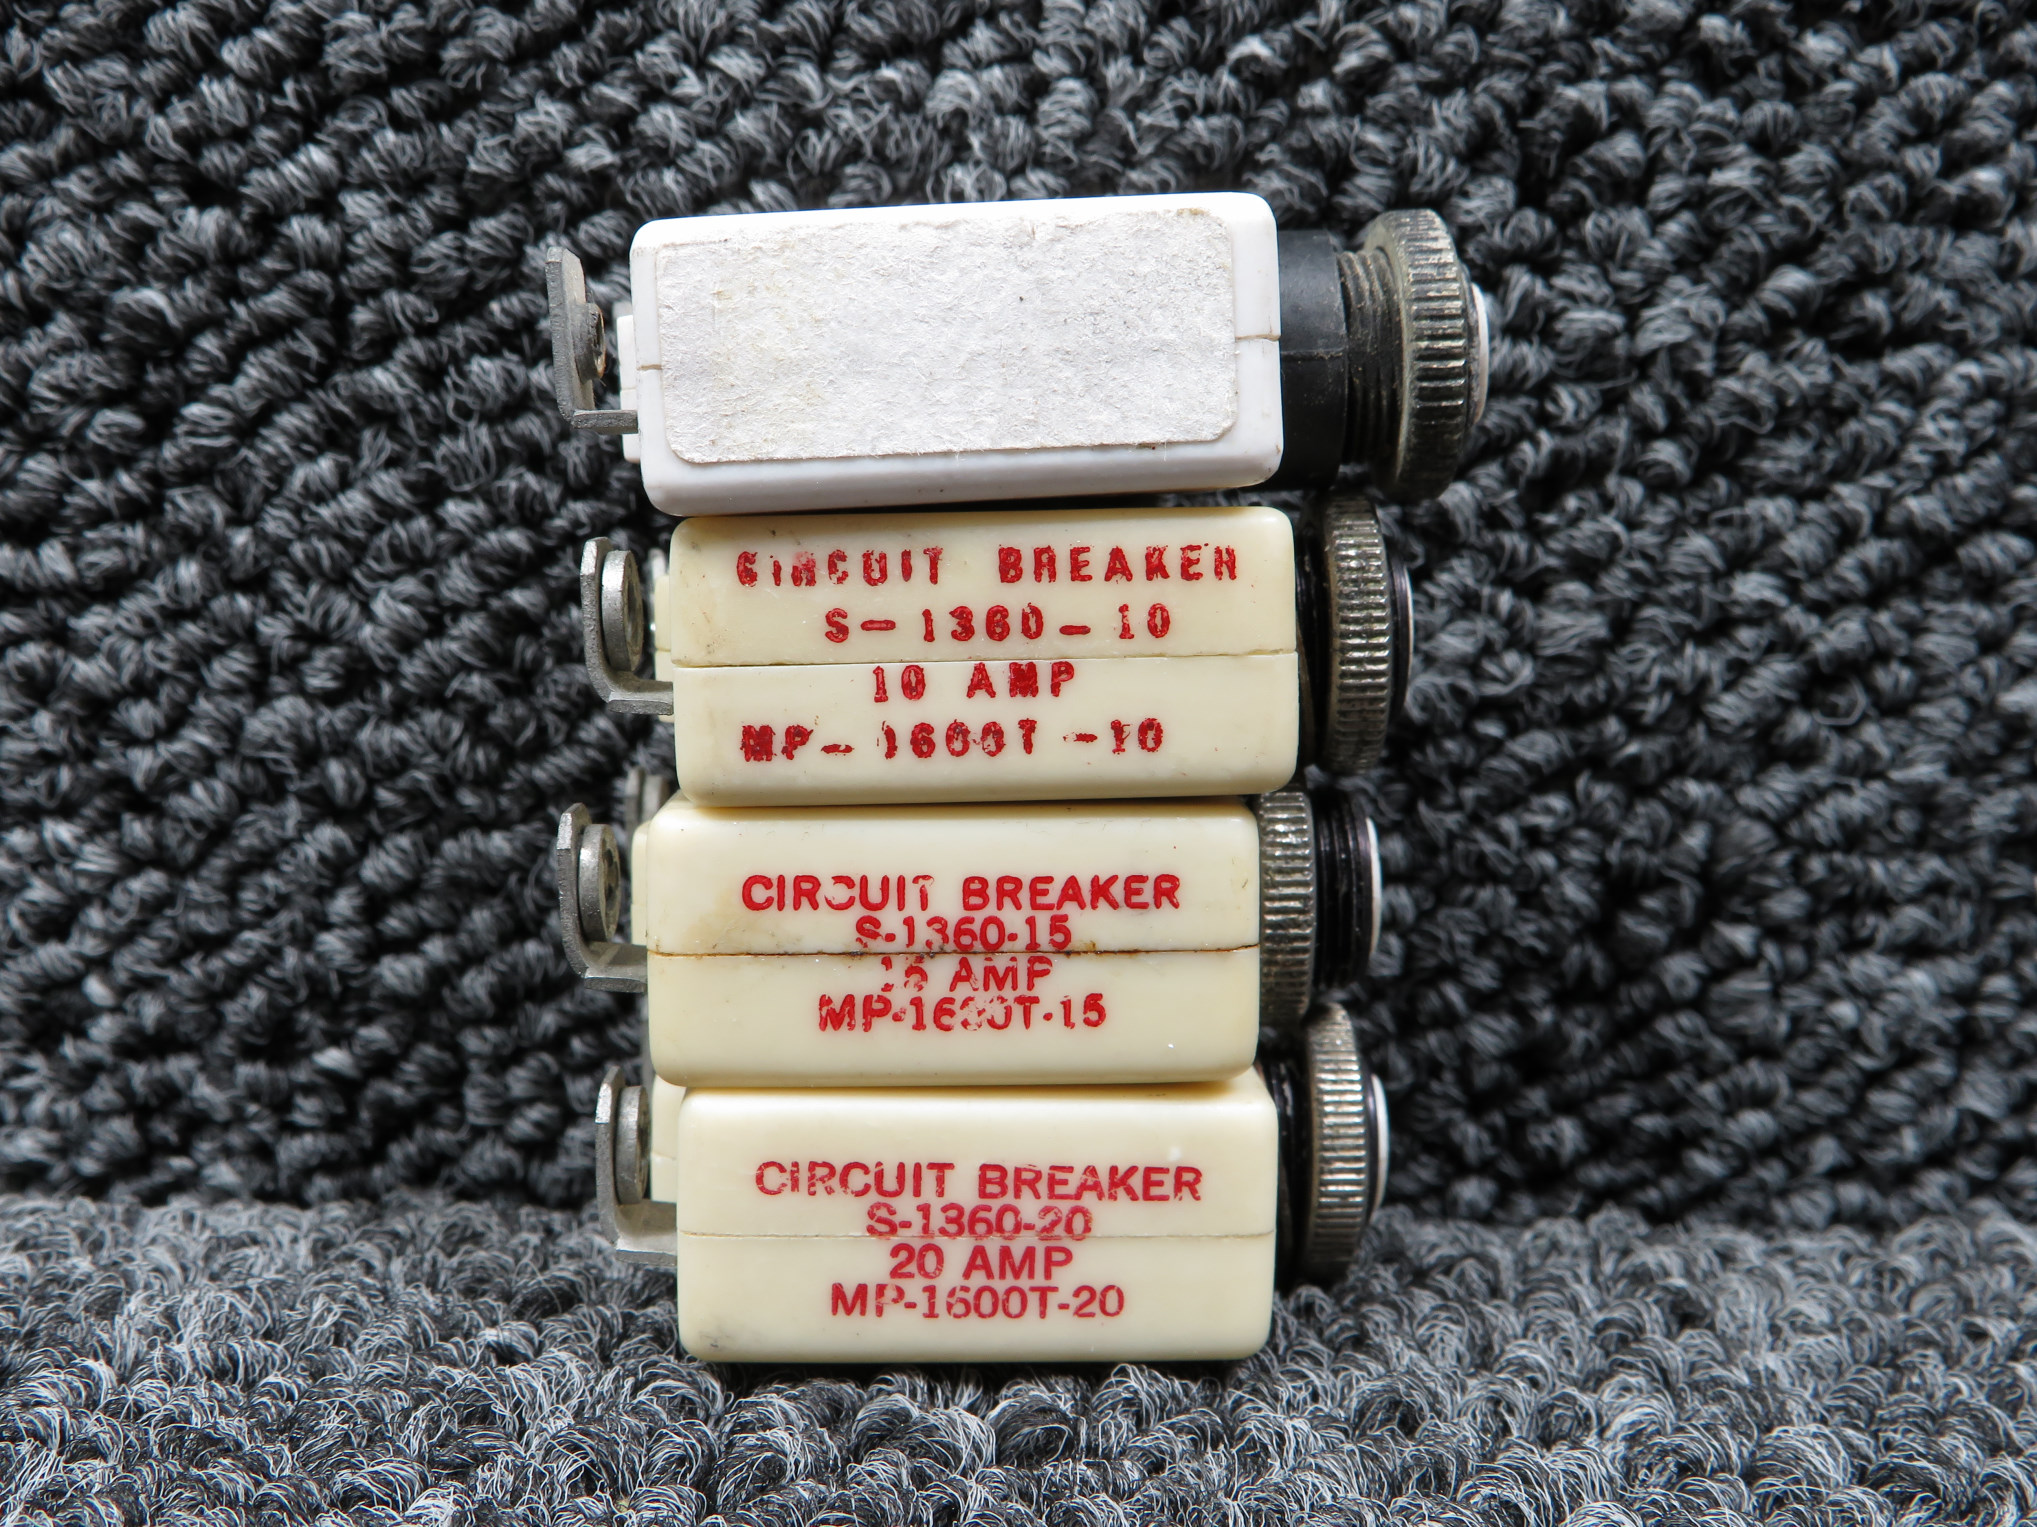 CIRCUIT BREAKER
S-1360-10
10 AMP
MP-1600T-10
CIRCUIT BREAKER
S-1360-15
15 AMP
MP-1600T-15
CIRCUIT BREAKER
S-1360-20
20 AMP
MP-1600T-20